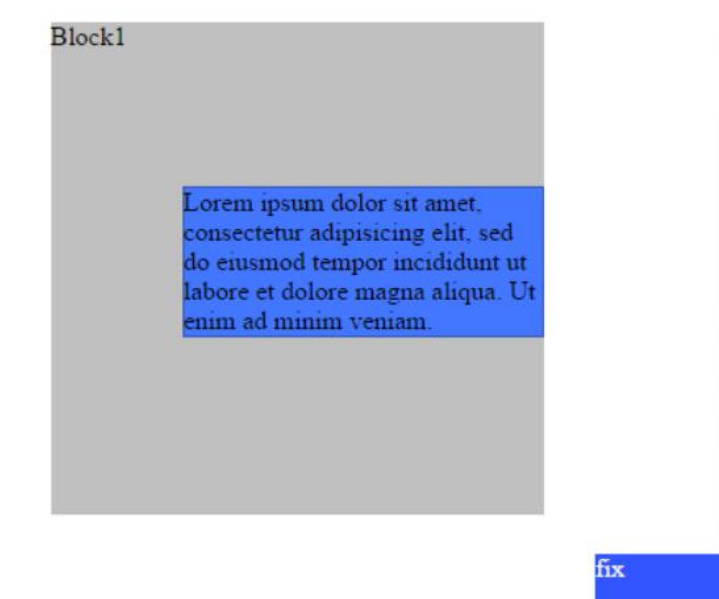 Block1
Lorem ipsum dolor sit amet,
consectetur adipisicing elit, sed
do eiusmod tempor incididunt ut
labore et dolore magna aliqua. Ut
enim ad minim veniam.
fix